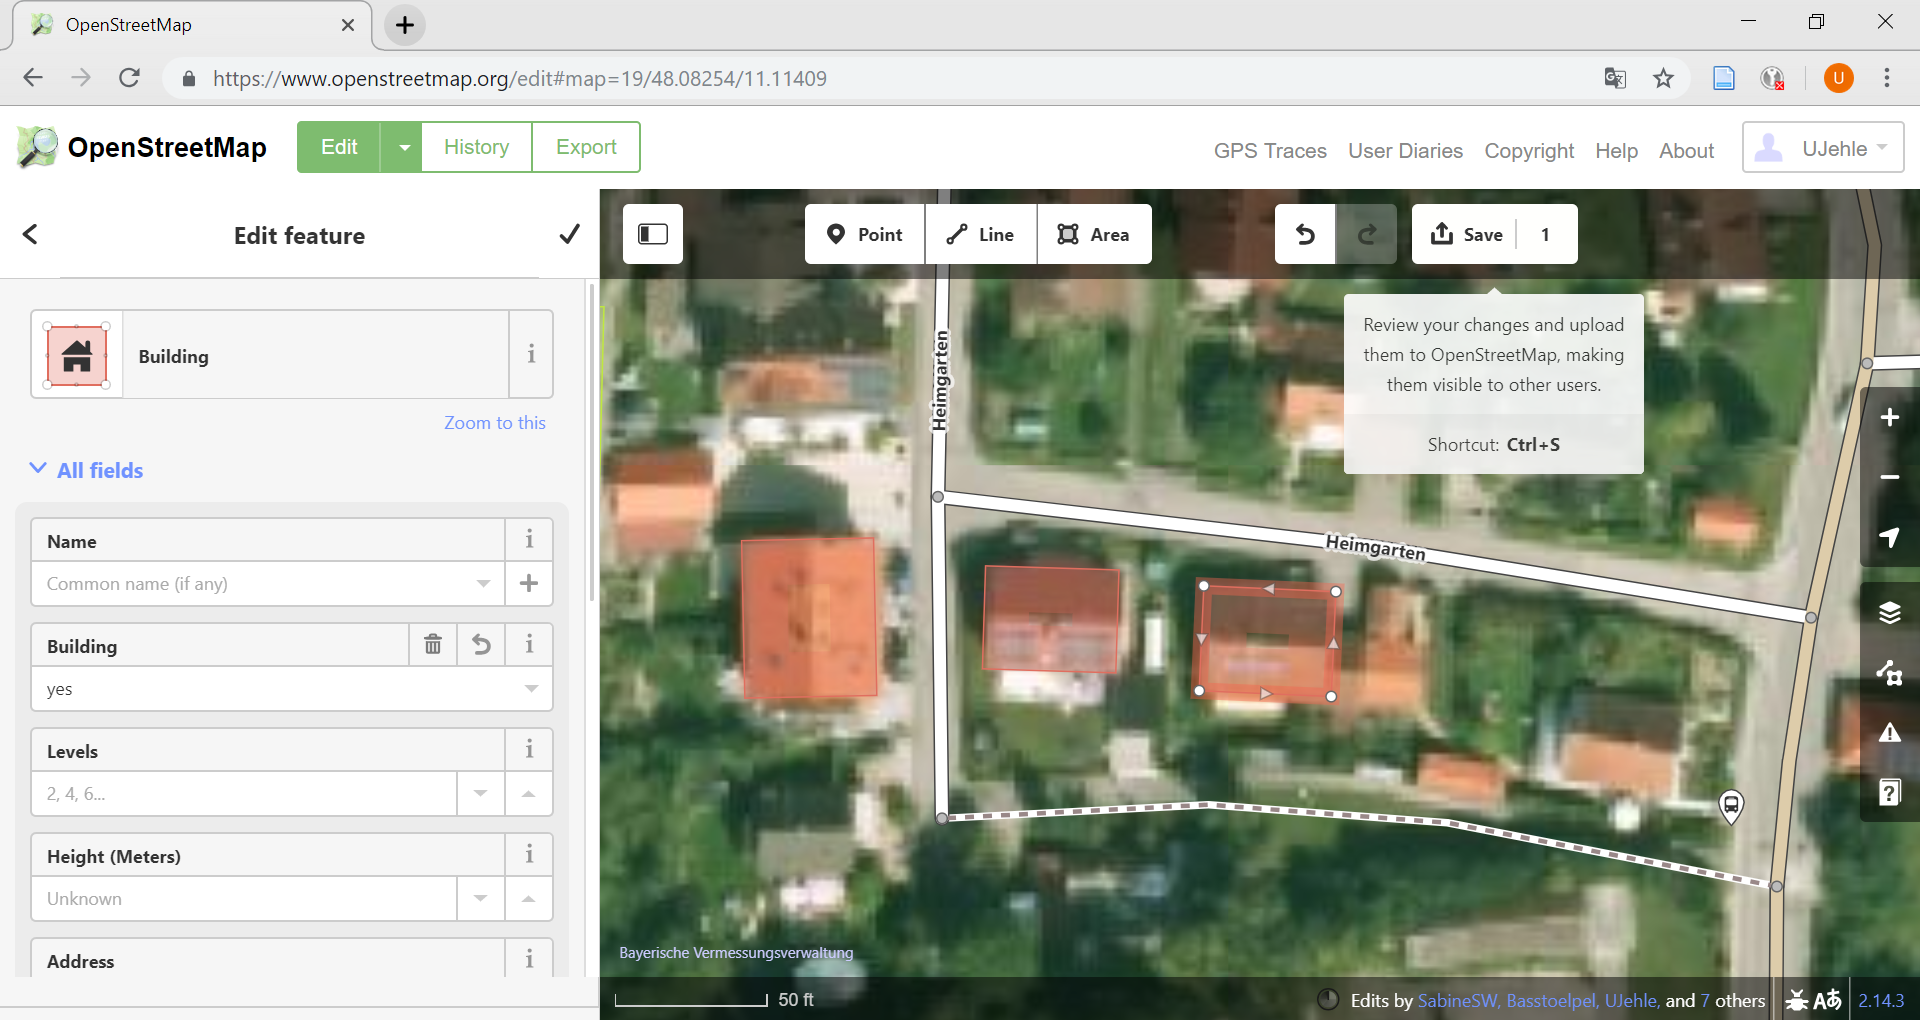 OpenStreetMap
https://www.openstreetmap.org/edit#map=19/48.08254/11.11409
U
OpenStreetMap
Edit
History
Export
GPS Traces
User Diaries
Copyright
Help
About
UJehle
Edit feature
Point
Line
Area
Save
1
Review your changes and upload
them to OpenStreetMap, making
them visible to other users.
Shortcut: Ctrl+S
Building
i
Zoom to this
All fields
Name
i
Common name (if any)
Building
i
yes
Levels
i
2, 4, 6...
Height (Meters)
i
Unknown
Address
i
Heimgarten
Heimgarten
Bayerische Vermessungsverwaltung
50 ft
Edits by SabineSW, Basstoelpel, UJehle, and 7 others
Aあ
2.14.3